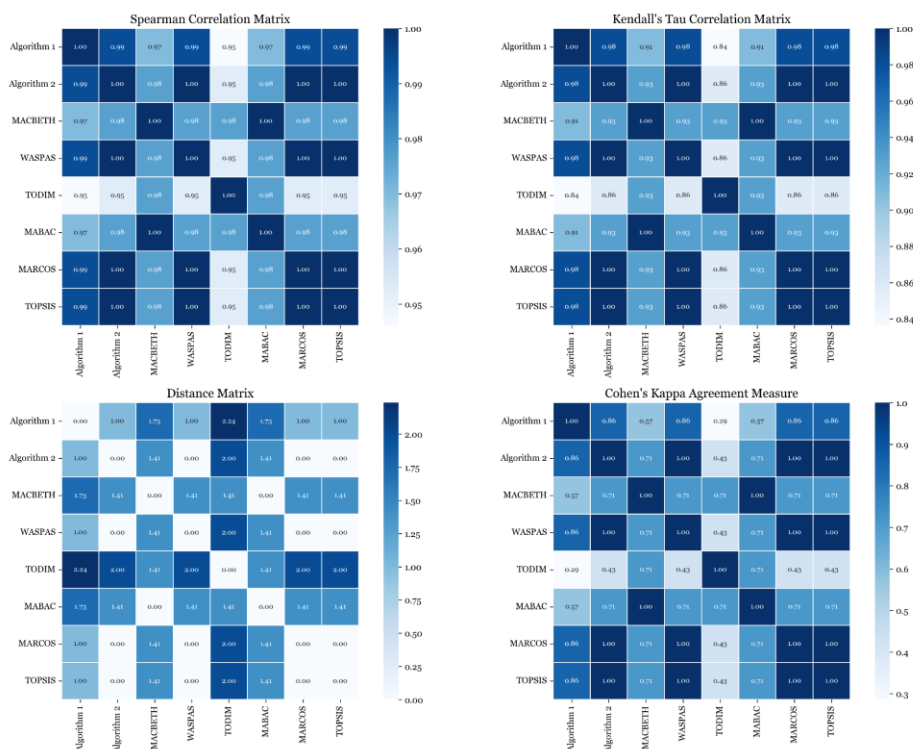 Spearman Correlation Matrix
Algorithm 1 1.00 0.99 0.97 0.99 0.95 0.97 0.99 0.99
Algorithm 2 0.99 1.00 0.98 1.00 0.95 0.98 1.00 1.00
MACBETH 0.97 0.98 1.00 0.98 0.98 1.00 0.98 0.98
WASPAS 0.99 1.00 0.98 1.00 0.95 0.98 1.00 1.00
TODIM 0.95 0.95 0.98 0.95 1.00 0.98 0.95 0.95
MABAC 0.97 0.98 1.00 0.98 0.98 1.00 0.98 0.98
MARCOS 0.99 1.00 0.98 1.00 0.95 0.98 1.00 1.00
TOPSIS 0.99 1.00 0.98 1.00 0.95 0.98 1.00 1.00
Algorithm 1 Algorithm 2 MACBETH WASPAS TODIM MABAC MARCOS TOPSIS
1.00
0.99
0.98
0.97
0.96
0.95
Kendall's Tau Correlation Matrix
Algorithm 1 1.00 0.98 0.91 0.98 0.84 0.91 0.98 0.98
Algorithm 2 0.98 1.00 0.93 1.00 0.86 0.93 1.00 1.00
MACBETH 0.91 0.93 1.00 0.93 0.93 1.00 0.93 0.93
WASPAS 0.98 1.00 0.93 1.00 0.86 0.93 1.00 1.00
TODIM 0.84 0.86 0.93 0.86 1.00 0.93 0.86 0.86
MABAC 0.91 0.93 1.00 0.93 0.93 1.00 0.93 0.93
MARCOS 0.98 1.00 0.93 1.00 0.86 0.93 1.00 1.00
TOPSIS 0.98 1.00 0.93 1.00 0.86 0.93 1.00 1.00
Algorithm 1 Algorithm 2 MACBETH WASPAS TODIM MABAC MARCOS TOPSIS
1.00
0.98
0.96
0.94
0.92
0.90
0.88
0.86
0.84
Distance Matrix
Algorithm 1 0.00 1.00 1.73 1.00 2.24 1.73 1.00 1.00
Algorithm 2 1.00 0.00 1.41 0.00 2.00 1.41 0.00 0.00
MACBETH 1.73 1.41 0.00 1.41 1.41 0.00 1.41 1.41
WASPAS 1.00 0.00 1.41 0.00 2.00 1.41 0.00 0.00
TODIM 2.24 2.00 1.41 2.00 0.00 1.41 2.00 2.00
MABAC 1.73 1.41 0.00 1.41 1.41 0.00 1.41 1.41
MARCOS 1.00 0.00 1.41 0.00 2.00 1.41 0.00 0.00
TOPSIS 1.00 0.00 1.41 0.00 2.00 1.41 0.00 0.00
Algorithm 1 Algorithm 2 MACBETH WASPAS TODIM MABAC MARCOS TOPSIS
2.00
1.75
1.50
1.25
1.00
0.75
0.50
0.25
0.00
Cohen's Kappa Agreement Measure
Algorithm 1 1.00 0.86 0.57 0.86 0.29 0.57 0.86 0.86
Algorithm 2 0.86 1.00 0.71 1.00 0.43 0.71 1.00 1.00
MACBETH 0.57 0.71 1.00 0.71 0.71 1.00 0.71 0.71
WASPAS 0.86 1.00 0.71 1.00 0.43 0.71 1.00 1.00
TODIM 0.29 0.43 0.71 0.43 1.00 0.71 0.43 0.43
MABAC 0.57 0.71 1.00 0.71 0.71 1.00 0.71 0.71
MARCOS 0.86 1.00 0.71 1.00 0.43 0.71 1.00 1.00
TOPSIS 0.86 1.00 0.71 1.00 0.43 0.71 1.00 1.00
Algorithm 1 Algorithm 2 MACBETH WASPAS TODIM MABAC MARCOS TOPSIS
1.0
0.9
0.8
0.7
0.6
0.5
0.4
0.3